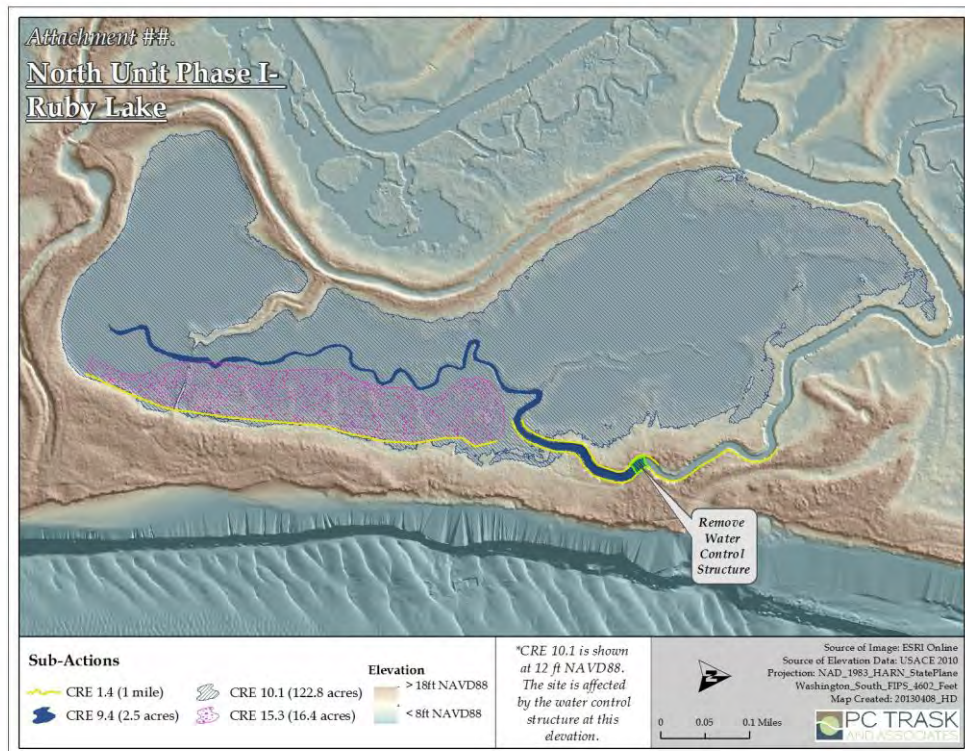 Attachment ##.
North Unit Phase I-
Ruby Lake
Remove
Water
Control
Structure
Sub-Actions
CRE 1.4 (1 mile)
CRE 9.4 (2.5 acres)
CRE 10.1 (122.8 acres)
CRE 15.3 (16.4 acres)
Elevation
> 18ft NAVD88
< 8ft NAVD88
*CRE 10.1 is shown
at 12 ft NAVD88.
The site is affected
by the water control
structure at this
elevation.
N
0 0.05 0.1 Miles
Source of Image: ESRI Online
Source of Elevation Data: USACE 2010
Projection: NAD_1983_HARN_StatePlane
Washington_South_FIPS_4602_Feet
Map Created: 20130408_HD
PC TRASK
AND ASSOCIATES